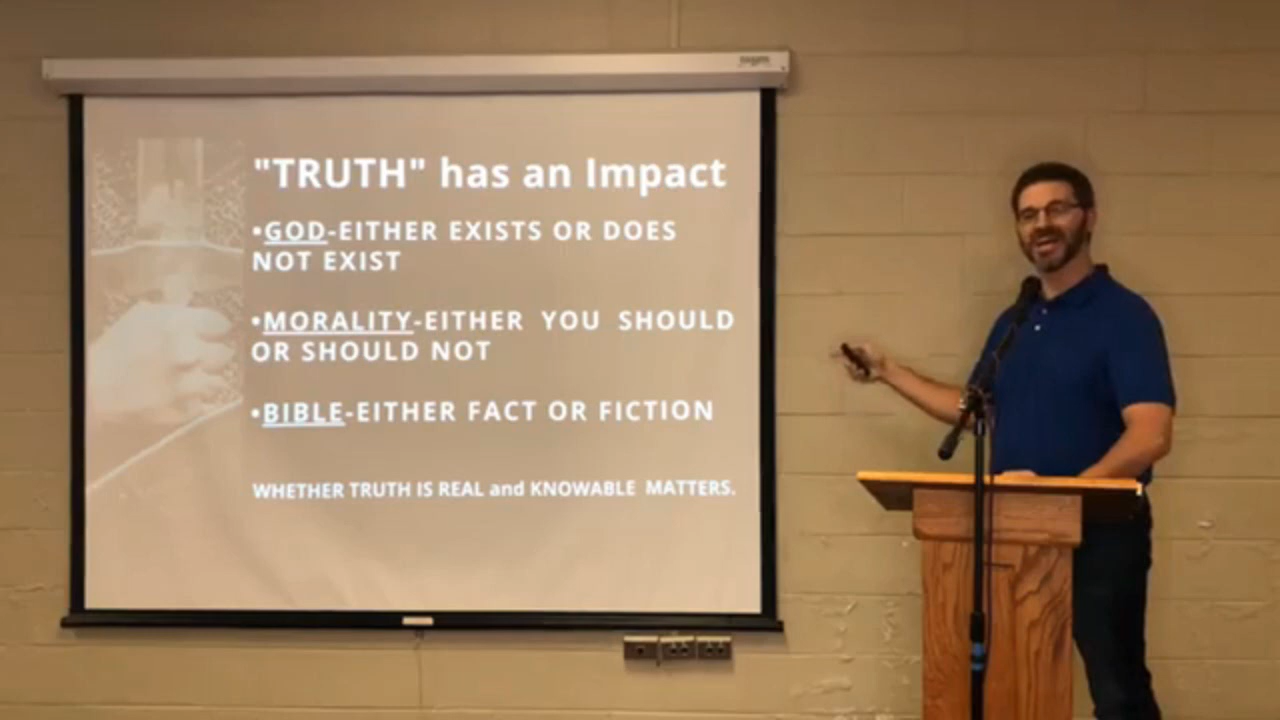 "TRUTH" has an Impact
•GOD-EITHER EXISTS OR DOES
NOT EXIST
•MORALITY-EITHER YOU SHOULD
OR SHOULD NOT
•BIBLE-EITHER FACT OR FICTION
WHETHER TRUTH IS REAL and KNOWABLE MATTERS.